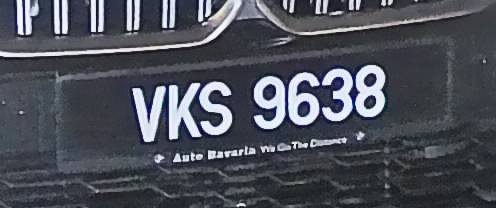 VKS 9638
Auto Bavaria We Go The Distance